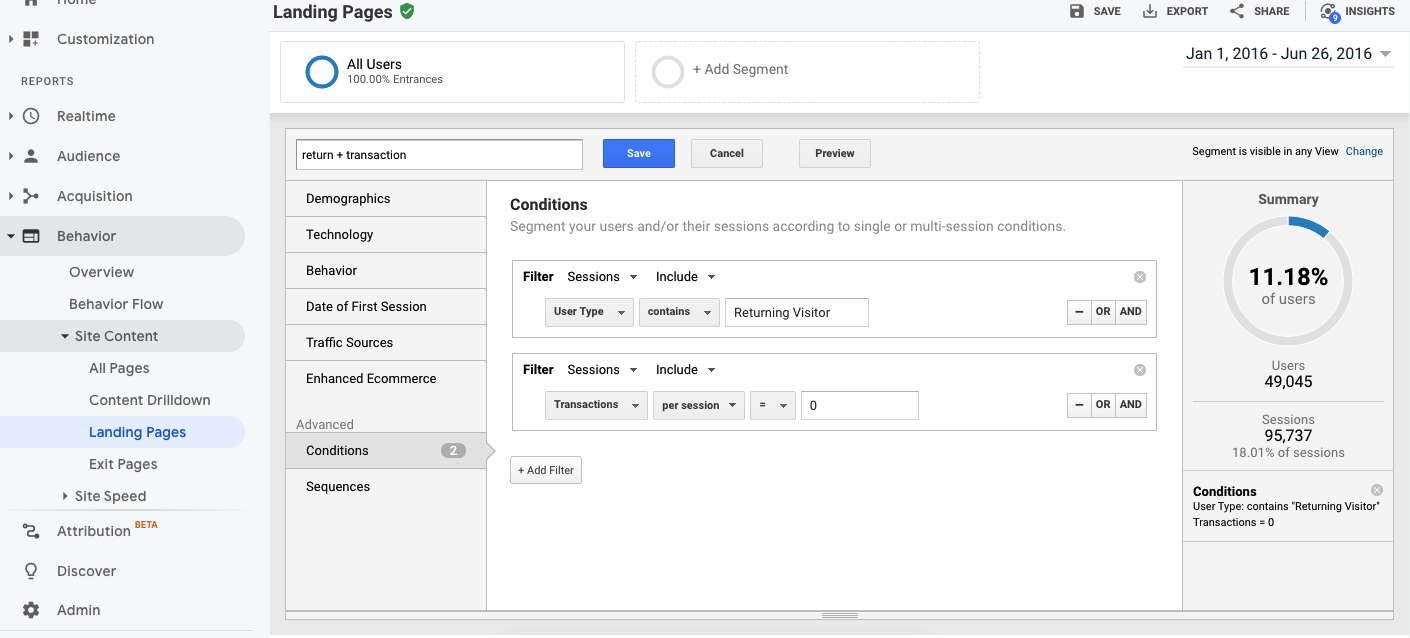 Home
Customization
REPORTS
Realtime
Audience
Acquisition
Behavior
Overview
Behavior Flow
Site Content
All Pages
Content Drilldown
Landing Pages
Exit Pages
Site Speed
Attribution BETA
Discover
Admin
Landing Pages
SAVE
EXPORT
SHARE
9
INSIGHTS
All Users
100.00% Entrances
+ Add Segment
Jan 1, 2016 - Jun 26, 2016
return + transaction
Save
Cancel
Preview
Segment is visible in any View Change
Demographics
Technology
Behavior
Date of First Session
Traffic Sources
Enhanced Ecommerce
Advanced
Conditions 2
Sequences
Conditions
Segment your users and/or their sessions according to single or multi-session conditions.
Filter Sessions Include
User Type contains Returning Visitor – OR AND
Filter Sessions Include
Transactions per session = 0 – OR AND
+ Add Filter
Summary
11.18%
of users
Users
49,045
Sessions
95,737
18.01% of sessions
Conditions
User Type: contains "Returning Visitor"
Transactions = 0